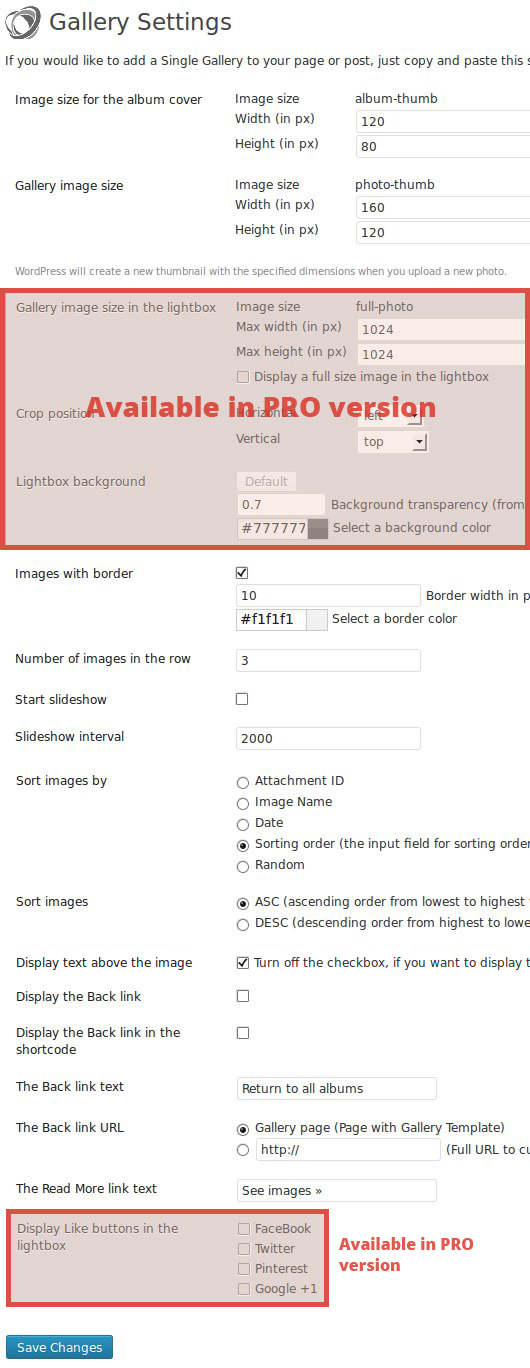 Gallery Settings
If you would like to add a Single Gallery to your page or post, just copy and paste this
Image size for the album cover
Image size album-thumb
Width (in px) 120
Height (in px) 80
Gallery image size
Image size photo-thumb
Width (in px) 160
Height (in px) 120
WordPress will create a new thumbnail with the specified dimensions when you upload a new photo.
Gallery image size in the lightbox
Image size full-photo
Max width (in px) 1024
Max height (in px) 1024
Display a full size image in the lightbox
Available in PRO version
Crop position
Horizontal left
Vertical top
Lightbox background
Default
0.7 Background transparency (from
#777777 Select a background color
Images with border
10 Border width in p
#f1f1f1 Select a border color
Number of images in the row 3
Start slideshow
Slideshow interval 2000
Sort images by
Attachment ID
Image Name
Date
Sorting order (the input field for sorting order
Random
Sort images
ASC (ascending order from lowest to highest
DESC (descending order from highest to lowe
Display text above the image Turn off the checkbox, if you want to display t
Display the Back link
Display the Back link in the
shortcode
The Back link text Return to all albums
The Back link URL
Gallery page (Page with Gallery Template)
http:// (Full URL to cu
The Read More link text See images »
Display Like buttons in the
lightbox
FaceBook
Twitter
Pinterest
Google +1
Available in PRO
version
Save Changes